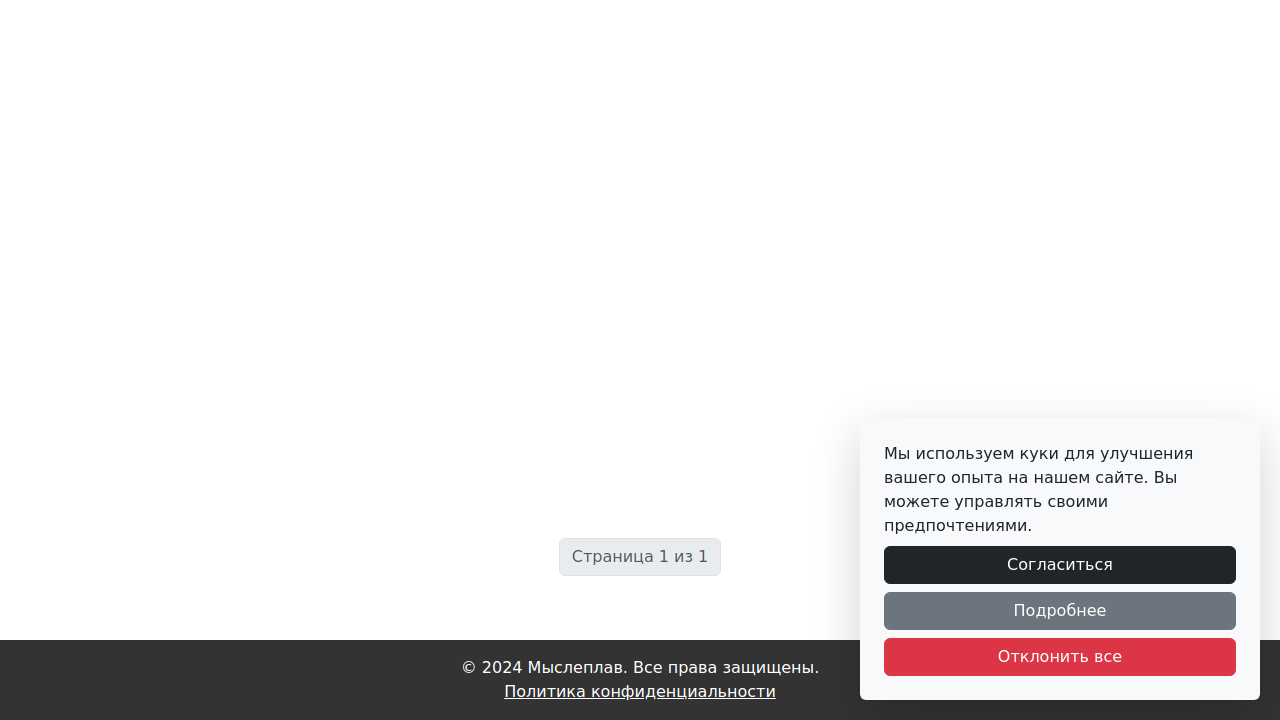 Мы используем куки для улучшения
вашего опыта на нашем сайте. Вы
можете управлять своими
предпочтениями.
Согласиться
Подробнее
Отклонить все
Страница 1 из 1
© 2024 Мыслеплав. Все права защищены.
Политика конфиденциальности